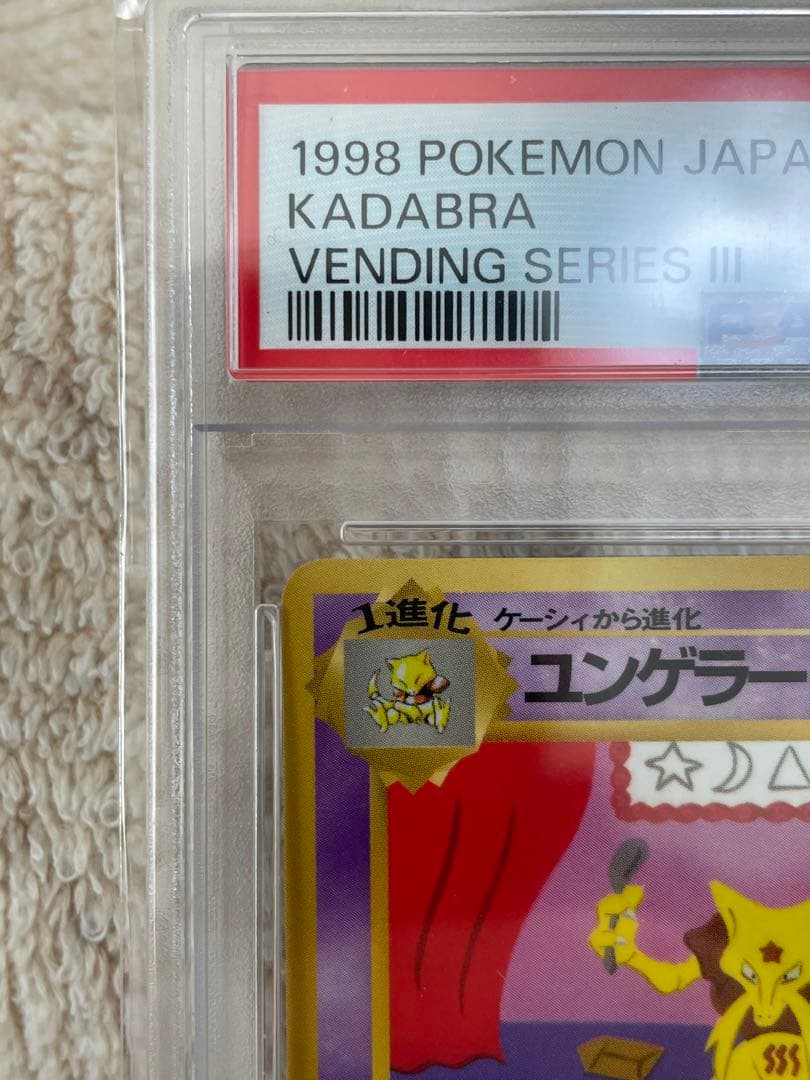 1998 POKEMON JAPA
KADABRA
VENDING SERIES III
PSA
1進化 ケーシィから進化
ユンゲラー